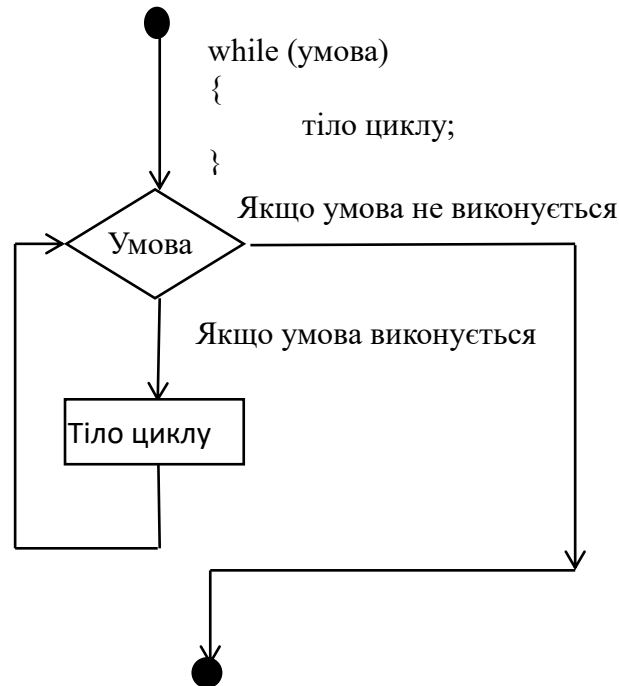 while (умова)
{
тіло циклу;
}
Якщо умова не виконується
Умова
Якщо умова виконується
Тіло циклу